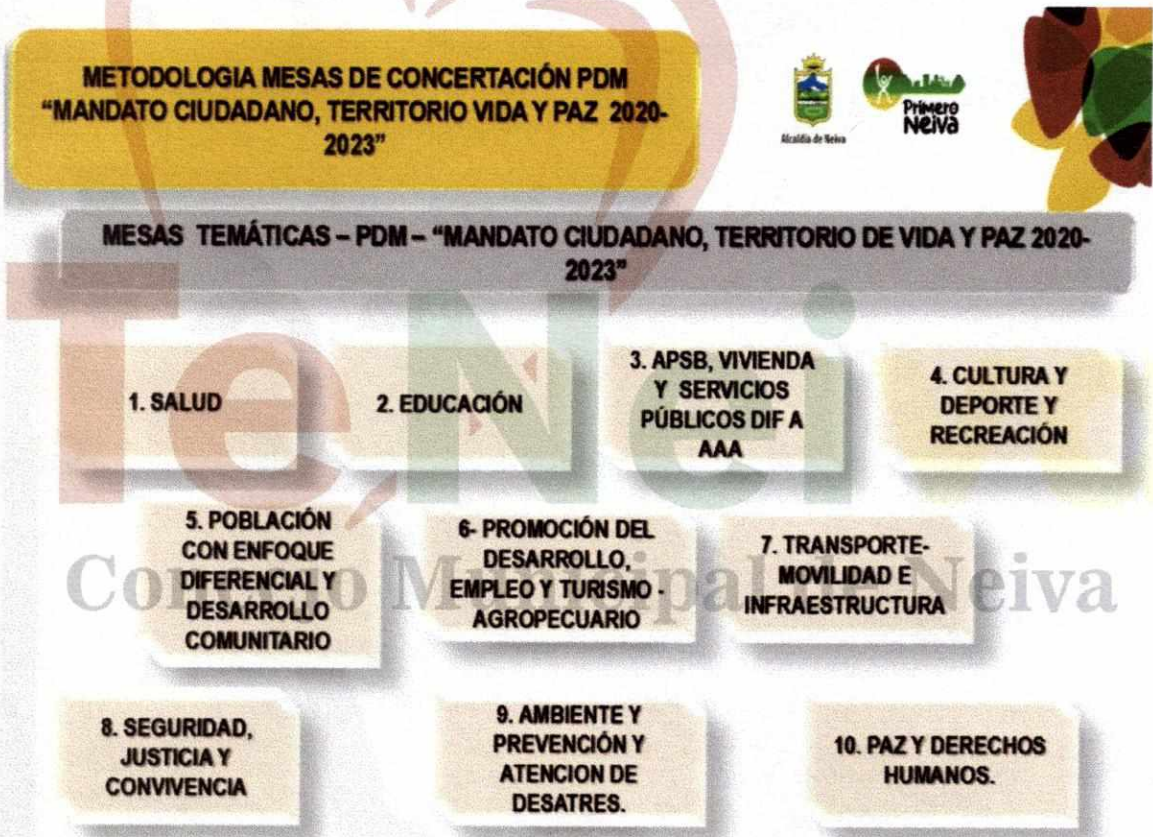 METODOLOGIA MESAS DE CONCERTACIÓN PDM
“MANDATO CIUDADANO, TERRITORIO VIDA Y PAZ 2020-
2023”
Alcaldía de Neiva
Primero
Neiva
MESAS TEMÁTICAS – PDM – “MANDATO CIUDADANO, TERRITORIO DE VIDA Y PAZ 2020-
2023”
TeNeiva
1. SALUD
2. EDUCACIÓN
3. APSB, VIVIENDA
Y SERVICIOS
PÚBLICOS DIF A
AAA
4. CULTURA Y
DEPORTE Y
RECREACIÓN
5. POBLACIÓN
CON ENFOQUE
DIFERENCIAL Y
DESARROLLO
COMUNITARIO
6- PROMOCIÓN DEL
DESARROLLO,
EMPLEO Y TURISMO -
AGROPECUARIO
7. TRANSPORTE-
MOVILIDAD E
INFRAESTRUCTURA
Neiva
8. SEGURIDAD,
JUSTICIA Y
CONVIVENCIA
9. AMBIENTE Y
PREVENCIÓN Y
ATENCION DE
DESATRES.
10. PAZ Y DERECHOS
HUMANOS.